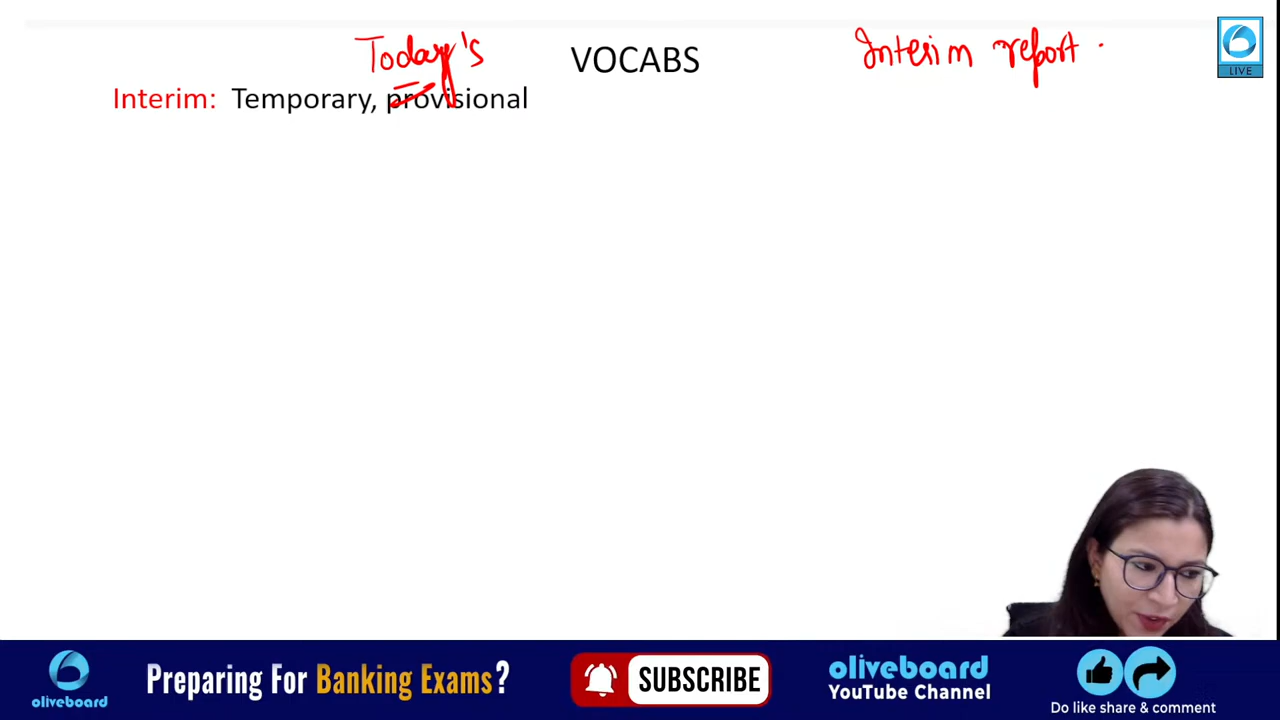 Today's VOCABS Interim report.
LIVE
Interim: Temporary, provisional
oliveboard
Preparing For Banking Exams?
SUBSCRIBE
oliveboard
YouTube Channel
Do like share & comment